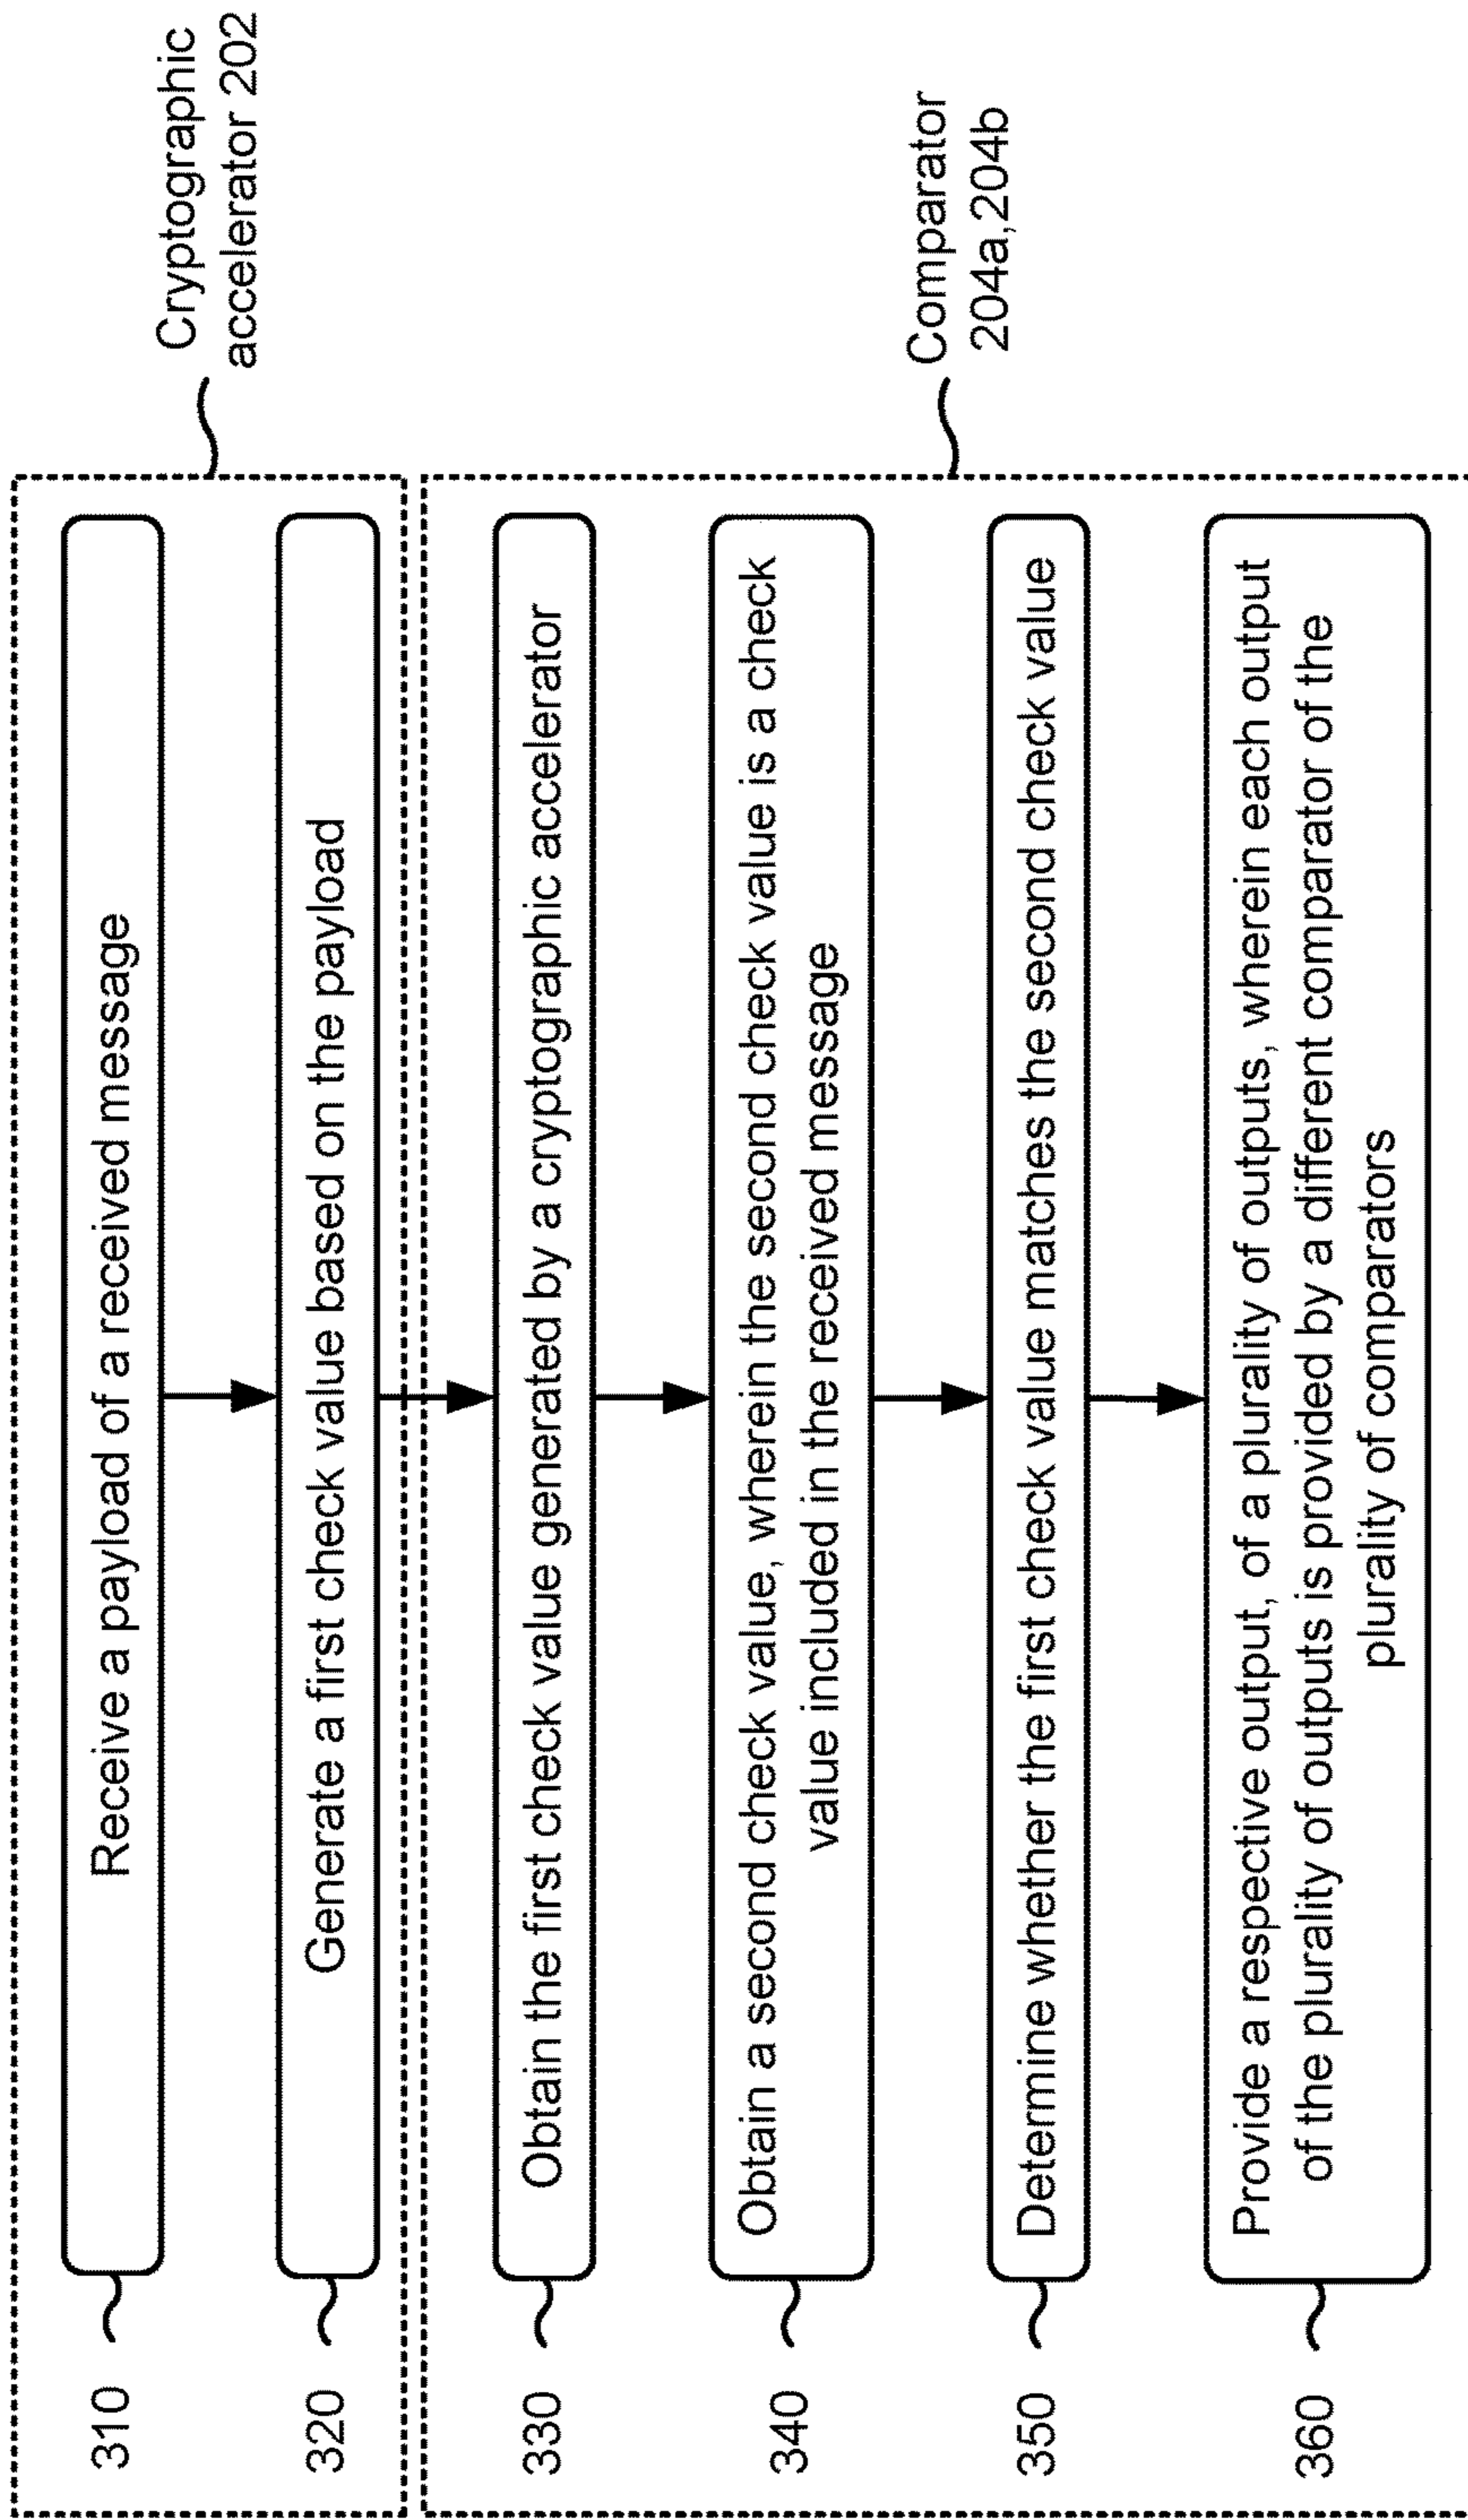 Cryptographic
accelerator 202
310
Receive a payload of a received message
320
Generate a first check value based on the payload
Comparator
204a,204b
330
Obtain the first check value generated by a cryptographic accelerator
340
Obtain a second check value, wherein the second check value is a check
value included in the received message
350
Determine whether the first check value matches the second check value
360
Provide a respective output, of a plurality of outputs, wherein each output
of the plurality of outputs is provided by a different comparator of the
plurality of comparators